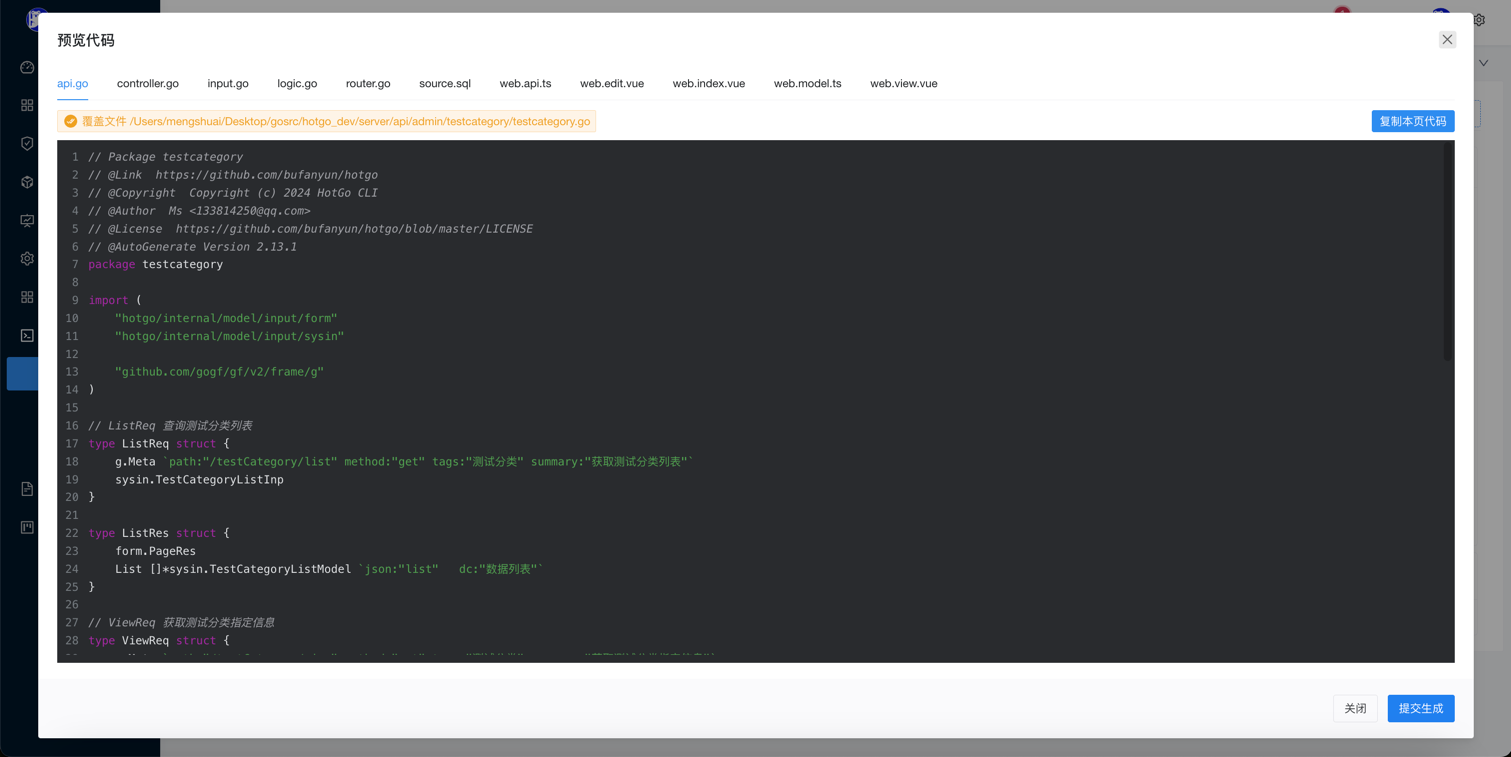 预览代码
api.go controller.go input.go logic.go router.go source.sql web.api.ts web.edit.vue web.index.vue web.model.ts web.view.vue
覆盖文件 /Users/mengshuai/Desktop/gosrc/hotgo_dev/server/api/admin/testcategory/testcategory.go 复制本页代码
1 // Package testcategory
2 // @Link  https://github.com/bufanyun/hotgo
3 // @Copyright  Copyright (c) 2024 HotGo CLI
4 // @Author  Ms <133814250@qq.com>
5 // @License  https://github.com/bufanyun/hotgo/blob/master/LICENSE
6 // @AutoGenerate Version 2.13.1
7 package testcategory
8
9 import (
10     "hotgo/internal/model/input/form"
11     "hotgo/internal/model/input/sysin"
12
13     "github.com/gogf/gf/v2/frame/g"
14 )
15
16 // ListReq 查询测试分类列表
17 type ListReq struct {
18     g.Meta `path:"/testCategory/list" method:"get" tags:"测试分类" summary:"获取测试分类列表"`
19     sysin.TestCategoryListInp
20 }
21
22 type ListRes struct {
23     form.PageRes
24     List []*sysin.TestCategoryListModel `json:"list"   dc:"数据列表"`
25 }
26
27 // ViewReq 获取测试分类指定信息
28 type ViewReq struct {
关闭 提交生成